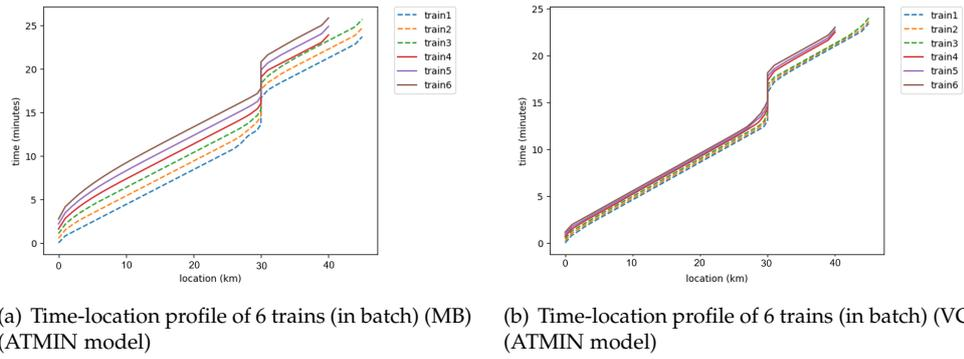 25
20
15
10
5
0
time (minutes)
0
10
20
30
40
location (km)
train1
train2
train3
train4
train5
train6
25
20
15
10
5
0
time (minutes)
0
10
20
30
40
location (km)
train1
train2
train3
train4
train5
train6
(a) Time-location profile of 6 trains (in batch) (MB)
(ATMIN model)
(b) Time-location profile of 6 trains (in batch) (VC
(ATMIN model)